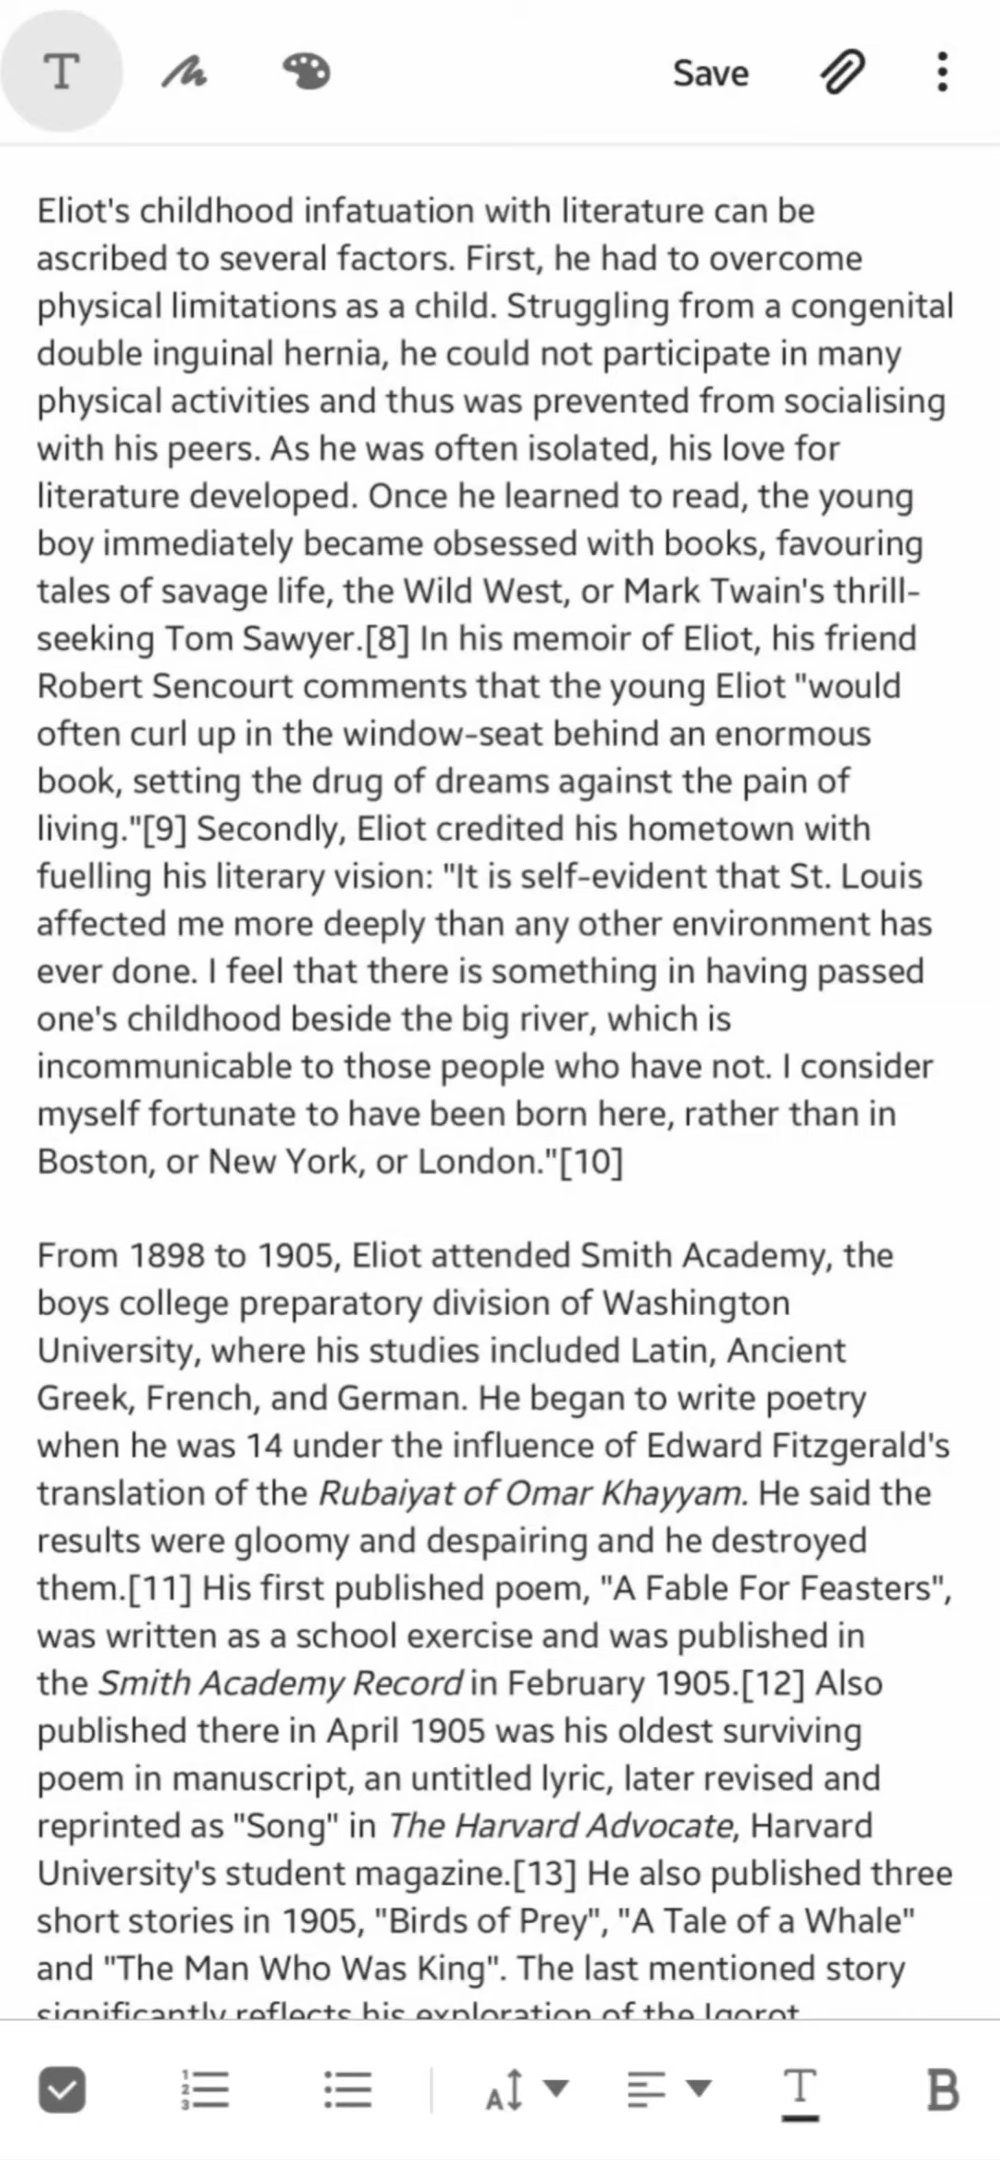 T
Save
Eliot's childhood infatuation with literature can be
ascribed to several factors. First, he had to overcome
physical limitations as a child. Struggling from a congenital
double inguinal hernia, he could not participate in many
physical activities and thus was prevented from socialising
with his peers. As he was often isolated, his love for
literature developed. Once he learned to read, the young
boy immediately became obsessed with books, favouring
tales of savage life, the Wild West, or Mark Twain's thrill-
seeking Tom Sawyer.[8] In his memoir of Eliot, his friend
Robert Sencourt comments that the young Eliot "would
often curl up in the window-seat behind an enormous
book, setting the drug of dreams against the pain of
living."[9] Secondly, Eliot credited his hometown with
fuelling his literary vision: "It is self-evident that St. Louis
affected me more deeply than any other environment has
ever done. I feel that there is something in having passed
one's childhood beside the big river, which is
incommunicable to those people who have not. I consider
myself fortunate to have been born here, rather than in
Boston, or New York, or London."[10]
From 1898 to 1905, Eliot attended Smith Academy, the
boys college preparatory division of Washington
University, where his studies included Latin, Ancient
Greek, French, and German. He began to write poetry
when he was 14 under the influence of Edward Fitzgerald's
translation of the Rubaiyat of Omar Khayyam. He said the
results were gloomy and despairing and he destroyed
them.[11] His first published poem, "A Fable For Feasters",
was written as a school exercise and was published in
the Smith Academy Record in February 1905.[12] Also
published there in April 1905 was his oldest surviving
poem in manuscript, an untitled lyric, later revised and
reprinted as "Song" in The Harvard Advocate, Harvard
University's student magazine.[13] He also published three
short stories in 1905, "Birds of Prey", "A Tale of a Whale"
and "The Man Who Was King". The last mentioned story
significantly reflects his exploration of the Igorot
1 2 3 A T B